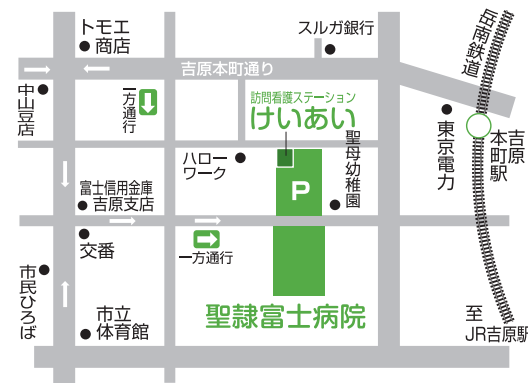 トモエ
商店
スルガ銀行
岳南鉄道
吉原本町通り
中山豆店
一方通行
訪問看護ステーション
けいあい
吉原
本町駅
東京電力
聖母幼稚園
ハロー
ワーク
富士信用金庫
吉原支店
P
交番
一方通行
市民ひろば
市立
体育館
聖隷富士病院
至
JR吉原駅